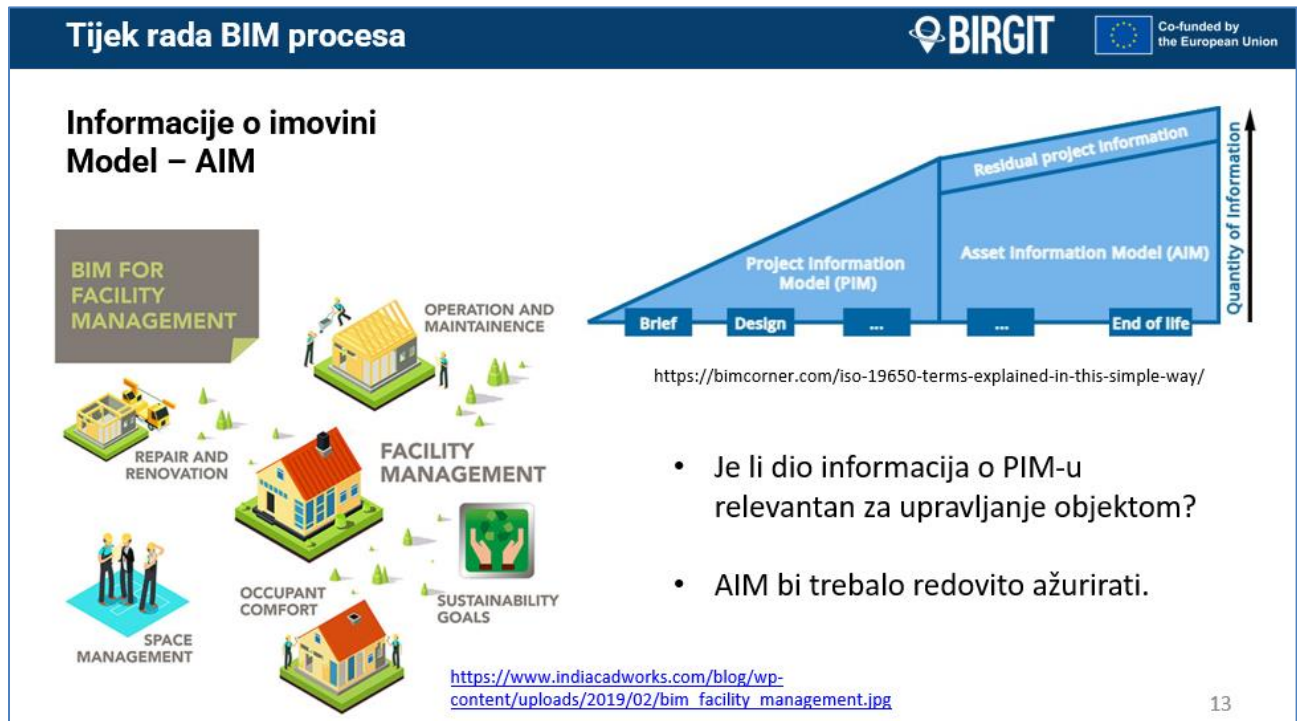 Tijek rada BIM procesa
BIRGIT
Co-funded by
the European Union
Informacije o imovini
Model – AIM
BIM FOR
FACILITY
MANAGEMENT
OPERATION AND
MAINTAINENCE
REPAIR AND
RENOVATION
FACILITY
MANAGEMENT
SPACE
MANAGEMENT
OCCUPANT
COMFORT
SUSTAINABILITY
GOALS
https://www.indiacadworks.com/blog/wp-
content/uploads/2019/02/bim_facility_management.jpg
Residual project information
Project Information
Model (PIM)
Asset Information Model (AIM)
Quantity of Information
Brief
Design
...
...
End of life
https://bimcorner.com/iso-19650-terms-explained-in-this-simple-way/
• Je li dio informacija o PIM-u
relevantan za upravljanje objektom?
• AIM bi trebalo redovito ažurirati.
13